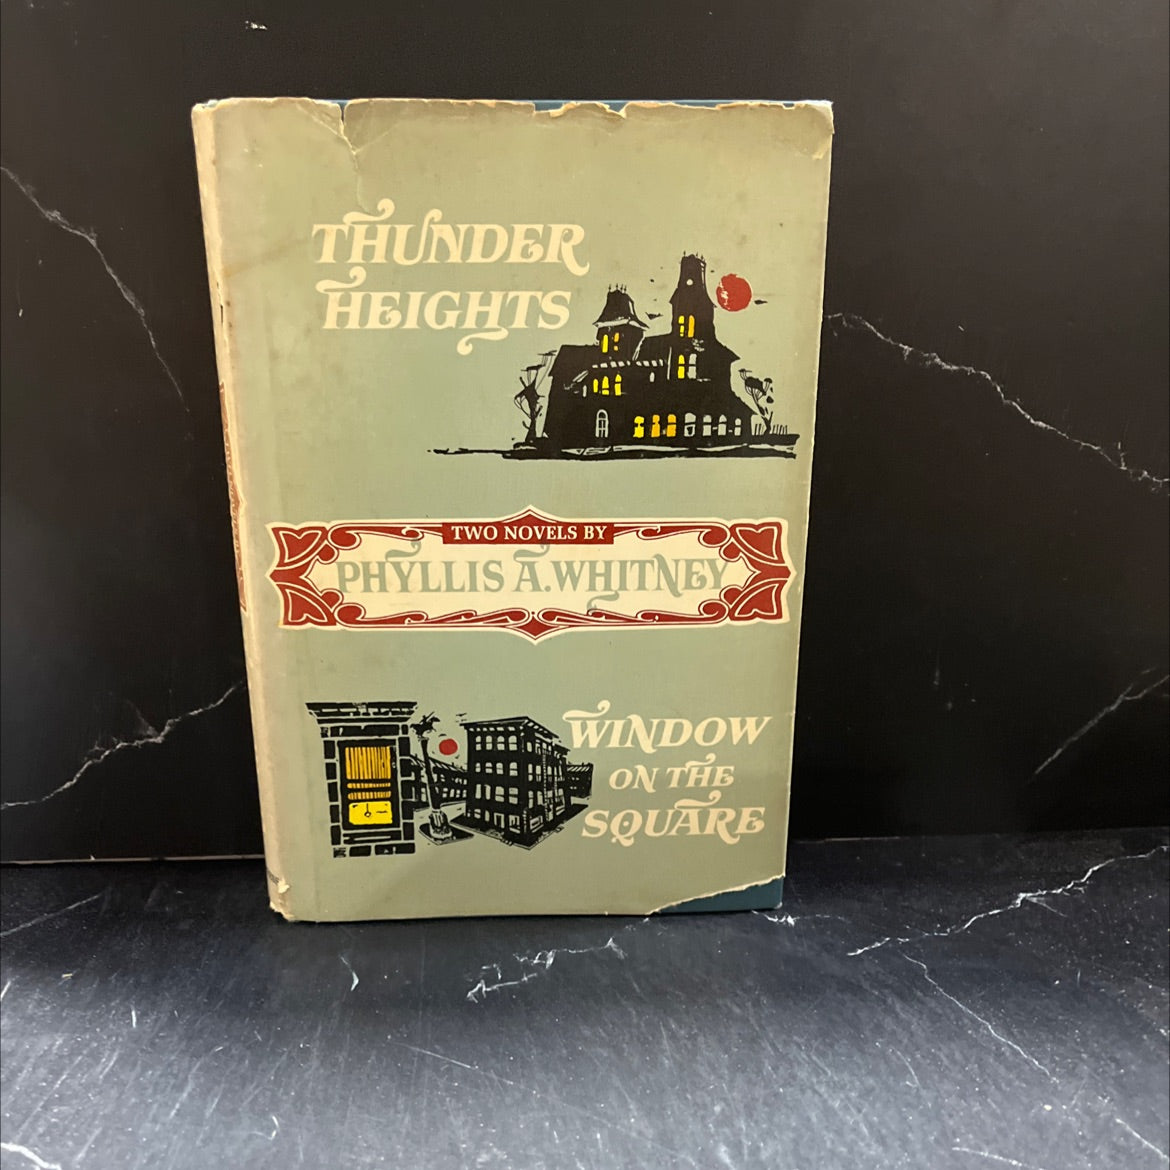 THUNDER
HEIGHTS
TWO NOVELS BY
PHYLLIS A. WHITNEY
WINDOW
ON THE
SQUARE